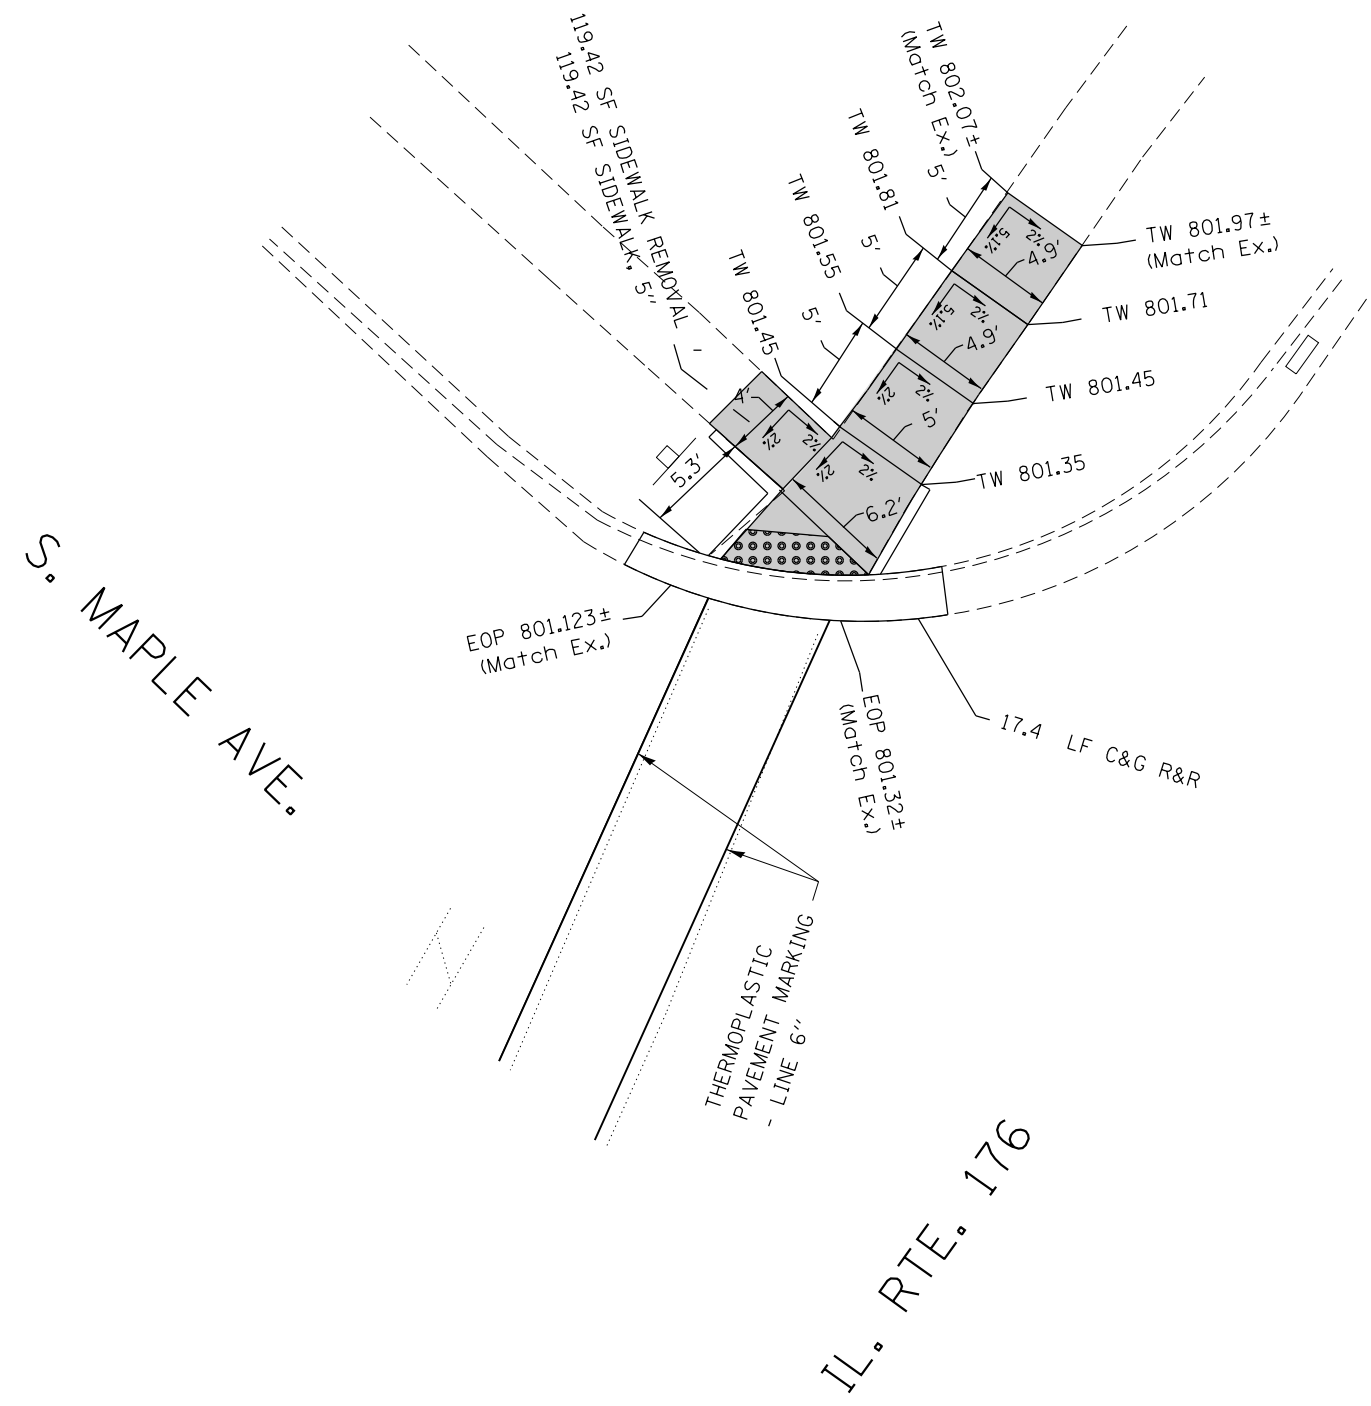 119.42 SF SIDEWALK REMOVAL
119.42 SF SIDEWALK, 5"
TW 802.07±
(Match Ex.)
5'
TW 801.81
5'
TW 801.55
5'
TW 801.45
TW 801.97±
(Match Ex.)
TW 801.71
TW 801.45
TW 801.35
5.1%
2%
4.9'
5.1%
2%
4.9'
2%
2%
5'
2%
2%
6.2'
4'
2%
2%
5.3'
EOP 801.123±
(Match Ex.)
EOP 801.32±
(Match Ex.)
17.4 LF C&G R&R
THERMOPLASTIC
PAVEMENT MARKING
- LINE 6"
S. MAPLE AVE.
IL. RTE. 176